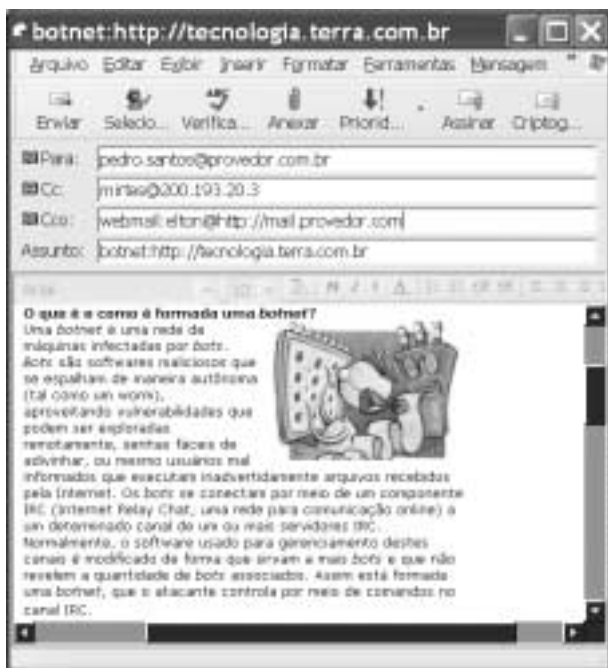 botnet:http://tecnologia.terra.com.br
Arquivo Editar Exibir Inserir Formatar Ferramentas Mensagem "
Enviar Selecio... Verifica... Anexar Priorid... Assinar Criptog...
Para: pedro.santos@provedor.com.br
Cc: mirtes@200.193.20.3
Cco: webmail:elton@http://mail.provedor.com
Assunto: botnet:http://tecnologia.terra.com.br
10
O que é e como é formada uma botnet?
Uma botnet é uma rede de
máquinas infectadas por bots.
Bots são softwares maliciosos que
se espalham de maneira autônoma
(tal como um worm),
aproveitando vulnerabilidades que
podem ser exploradas
remotamente, senhas fáceis de
adivinhar, ou mesmo usuários mal
informados que executam inadvertidamente arquivos recebidos
pela Internet. Os bots se conectam por meio de um componente
IRC (Internet Relay Chat, uma rede para comunicação online) a
um determinado canal de um ou mais servidores IRC.
Normalmente, o software usado para gerenciamento destes
canais é modificado de forma que sirvam a mais bots e que não
revelem a quantidade de bots associados. Assim está formada
uma botnet, que o atacante controla por meio de comandos no
canal IRC.